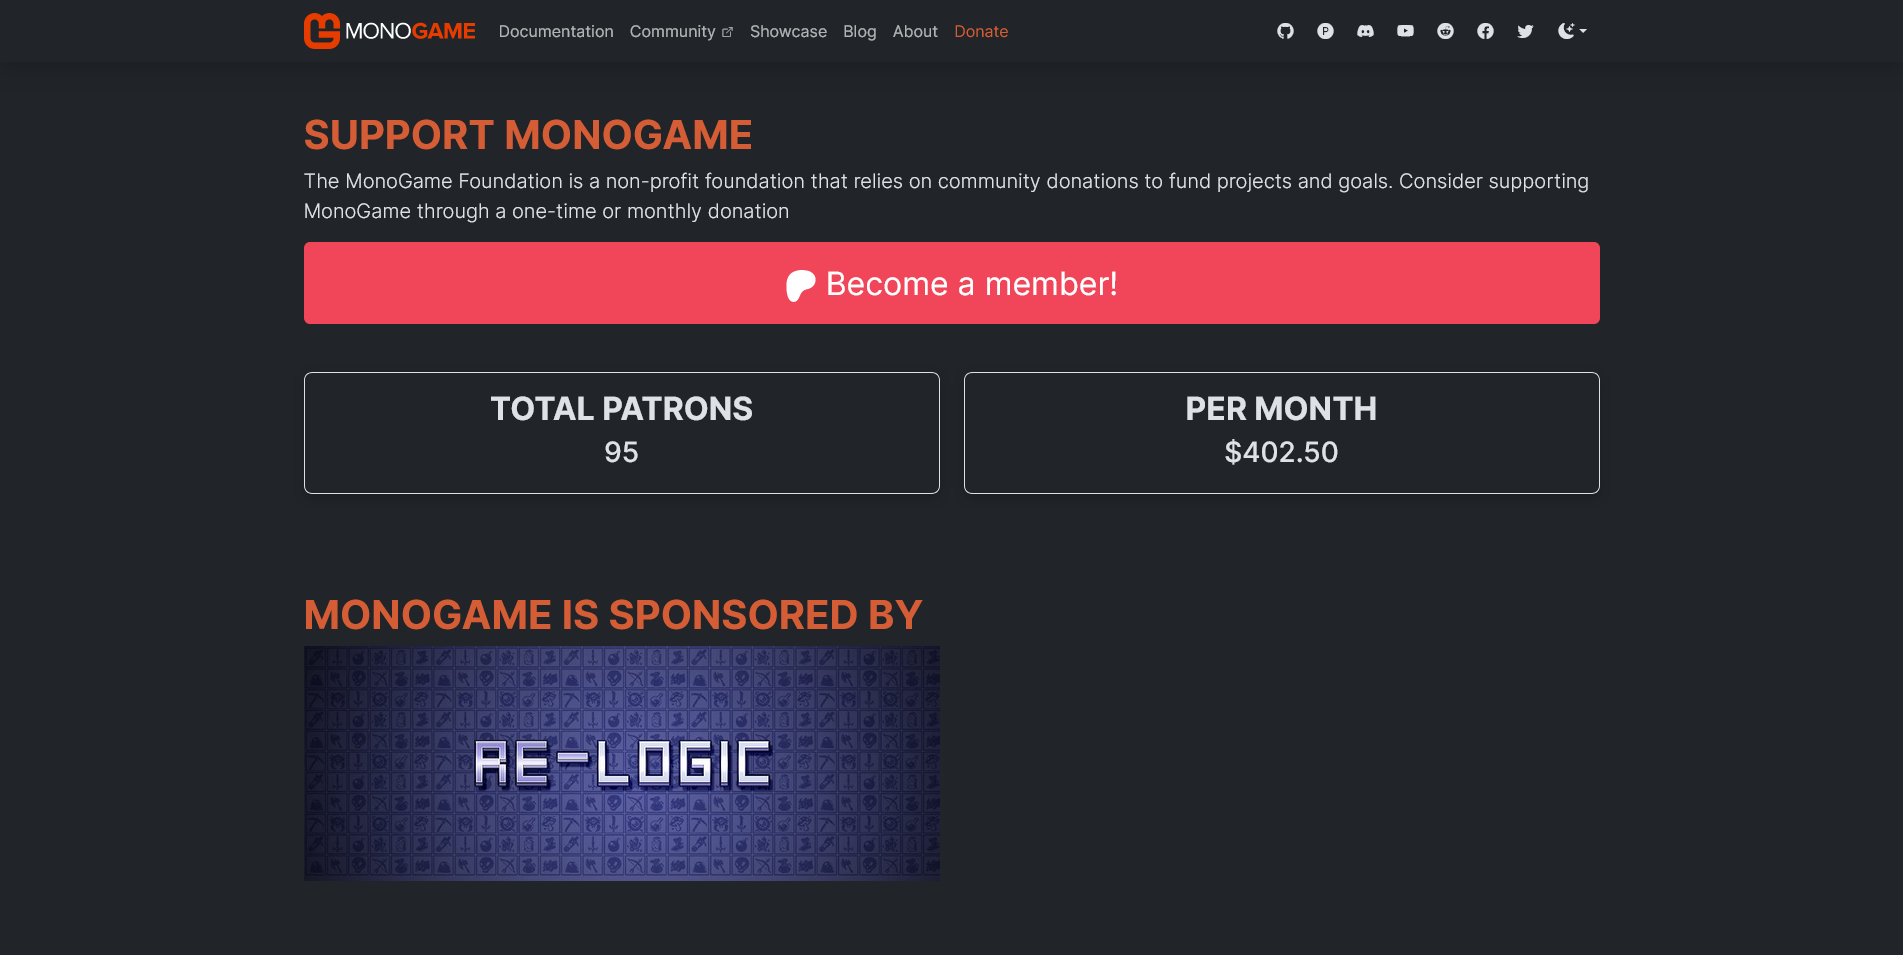 MONOGAME
Documentation
Community
Showcase
Blog
About
Donate
SUPPORT MONOGAME
The MonoGame Foundation is a non-profit foundation that relies on community donations to fund projects and goals. Consider supporting
MonoGame through a one-time or monthly donation
Become a member!
TOTAL PATRONS
95
PER MONTH
$402.50
MONOGAME IS SPONSORED BY
RE-LOGIC